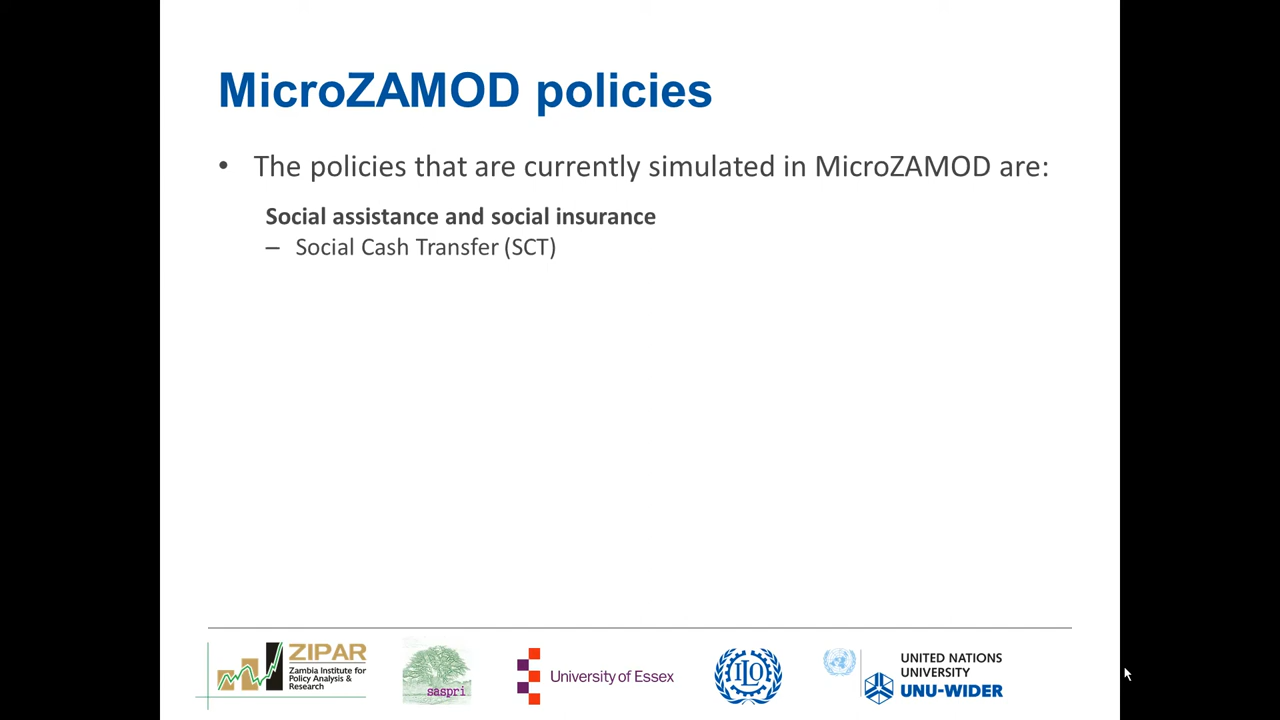 MicroZAMOD policies
• The policies that are currently simulated in MicroZAMOD are:
Social assistance and social insurance
– Social Cash Transfer (SCT)
ZIPAR
Zambia Institute for
Policy Analysis &
Research
saspri
University of Essex
ILO
UNITED NATIONS
UNIVERSITY
UNU-WIDER